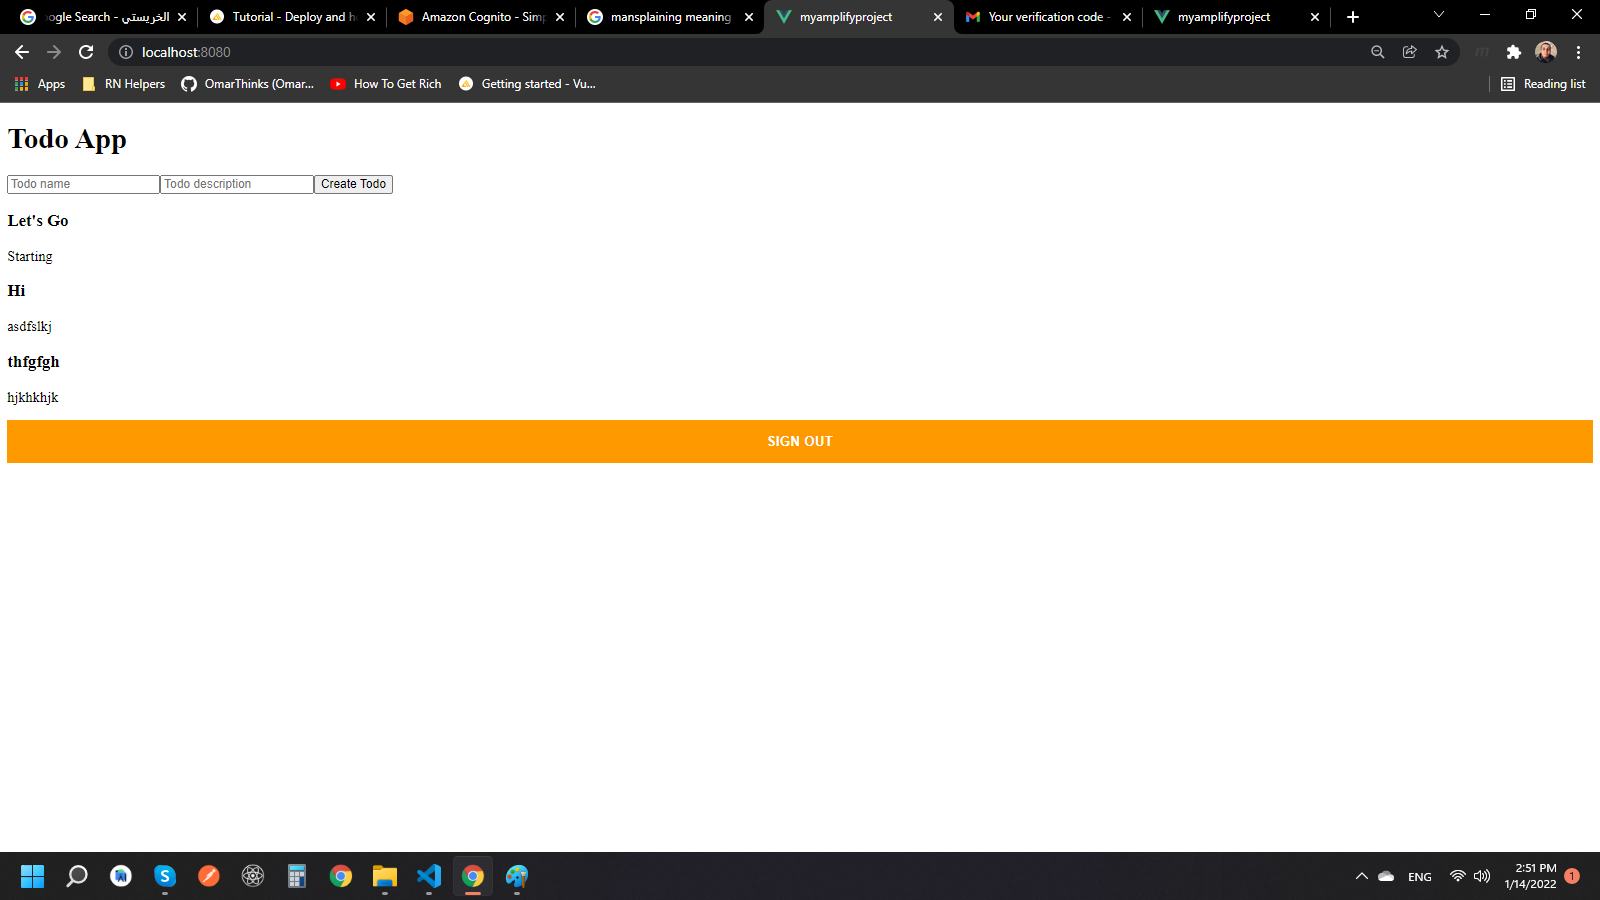 oogle Search - الخريستي
Tutorial - Deploy and h
Amazon Cognito - Simp
mansplaining meaning
myamplifyproject
Your verification code -
myamplifyproject
localhost:8080
Apps
RN Helpers
OmarThinks (Omar...
How To Get Rich
Getting started - Vu...
Reading list
Todo App
Todo name
Todo description
Create Todo
Let's Go
Starting
Hi
asdfslkj
thfgfgh
hjkhkhjk
SIGN OUT
ENG
2:51 PM
1/14/2022
1